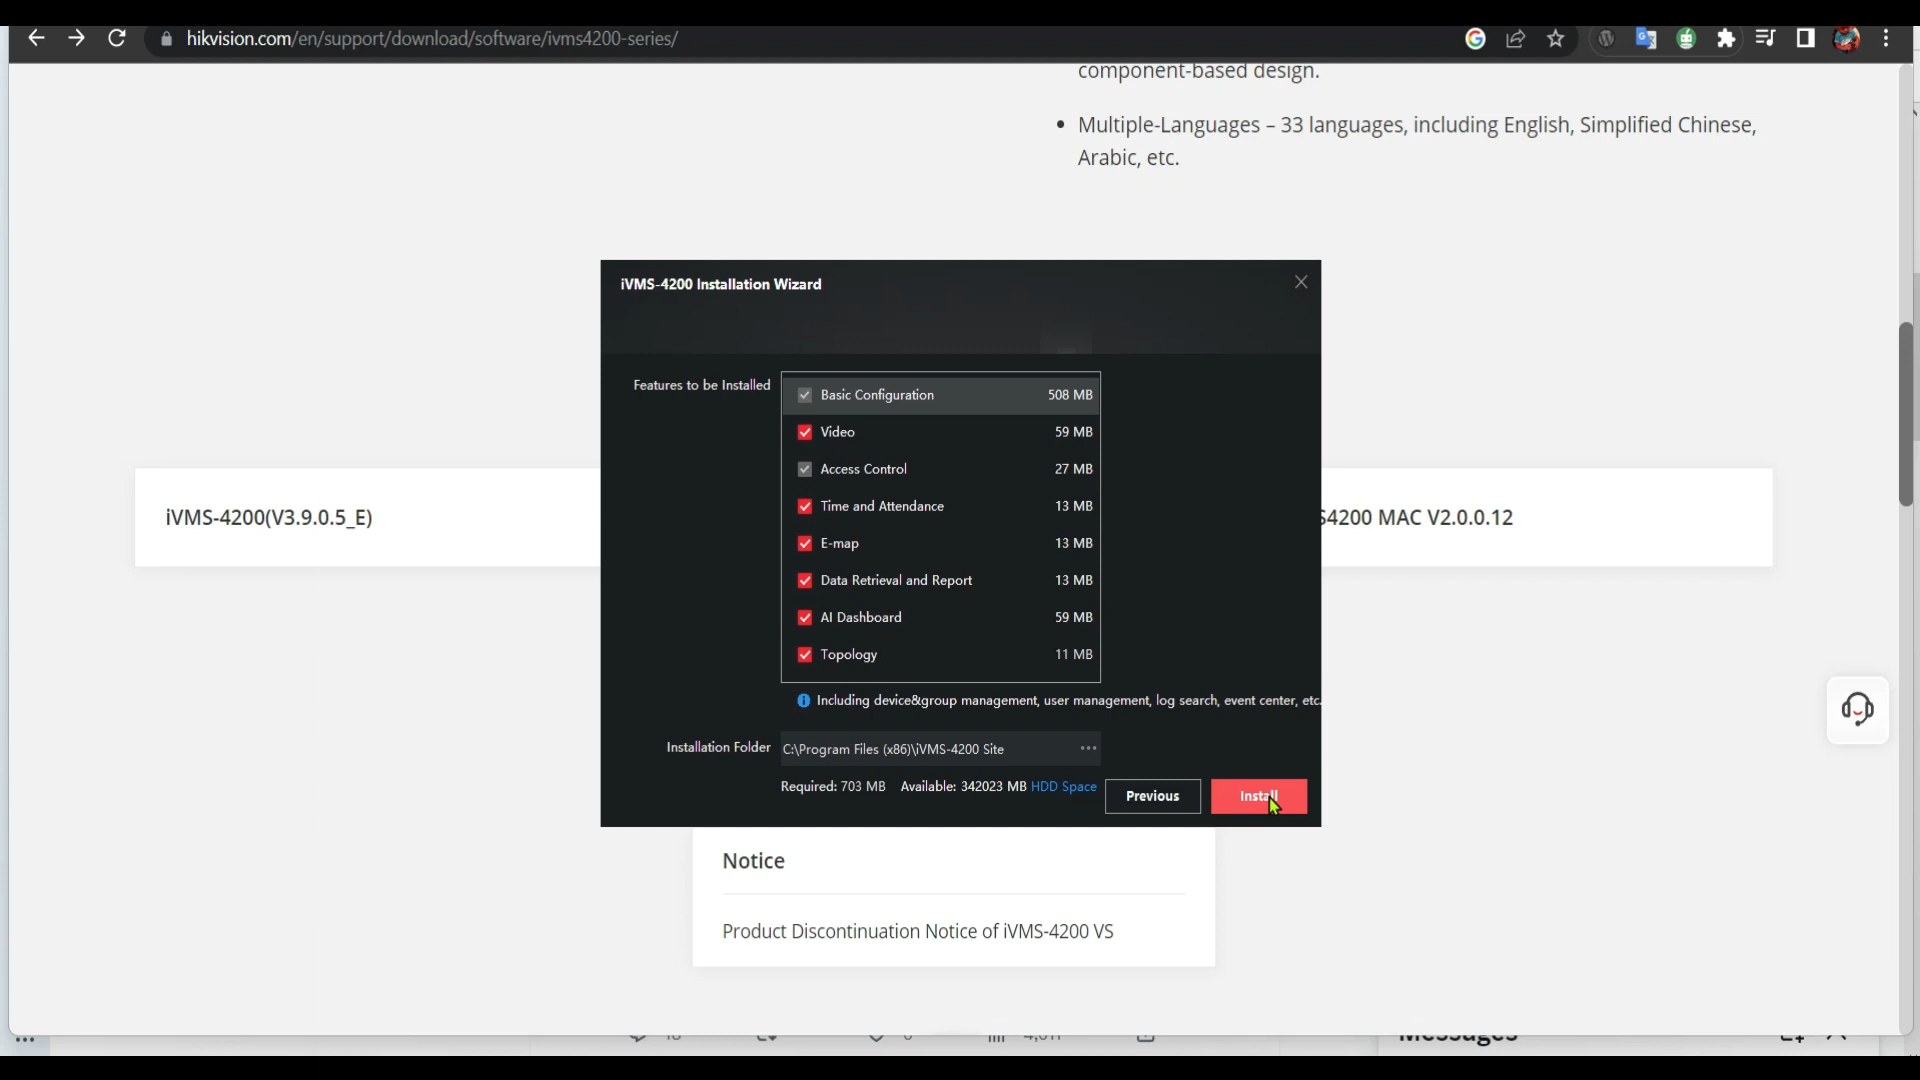 hikvision.com/en/support/download/software/ivms4200-series/
component-based design.
• Multiple-Languages – 33 languages, including English, Simplified Chinese,
Arabic, etc.
iVMS-4200 Installation Wizard
Features to be Installed
Basic Configuration 508 MB
Video 59 MB
Access Control 27 MB
Time and Attendance 13 MB
E-map 13 MB
Data Retrieval and Report 13 MB
AI Dashboard 59 MB
Topology 11 MB
Including device&group management, user management, log search, event center, etc.
Installation Folder C:\Program Files (x86)\iVMS-4200 Site ...
Required: 703 MB Available: 342023 MB HDD Space
Previous
Install
iVMS-4200(V3.9.0.5_E)
S4200 MAC V2.0.0.12
Notice
Product Discontinuation Notice of iVMS-4200 VS
Messages